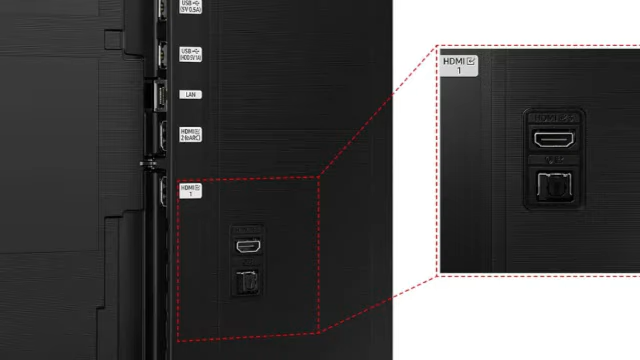 USB
(5V 0.5A)
USB
(HDD 5V 1A)
LAN
HDMI
2 (eARC)
HDMI
1
HDMI
1